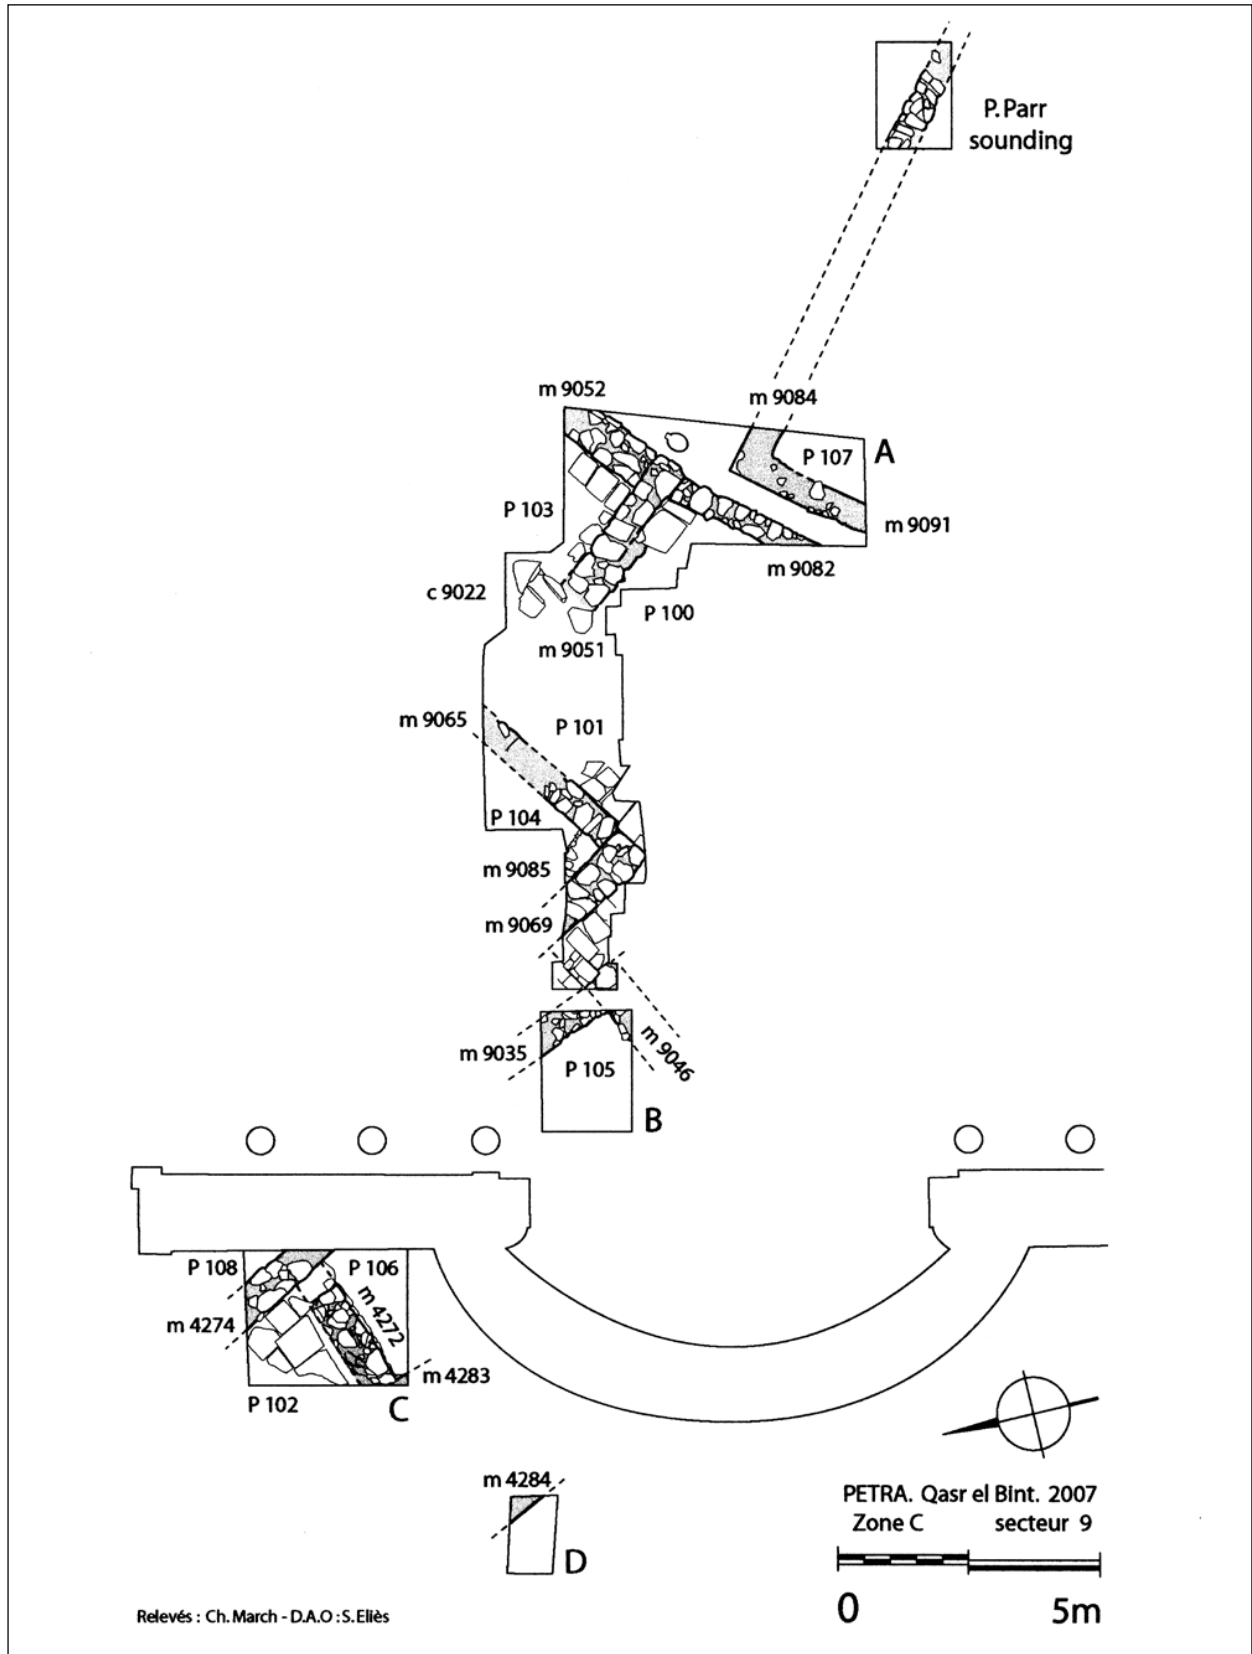 P. Parr
sounding
m 9052
m 9084
A
P 107
P 103
m 9091
m 9082
c 9022
P 100
m 9051
m 9065
P 101
P 104
m 9085
m 9069
m 9035
m 9046
P 105
B
P 108
P 106
m 4272
m 4274
m 4283
P 102
C
m 4284
D
PETRA. Qasr el Bint. 2007
Zone C secteur 9
0 5m
Relevés : Ch. March - D.A.O : S. Eliès